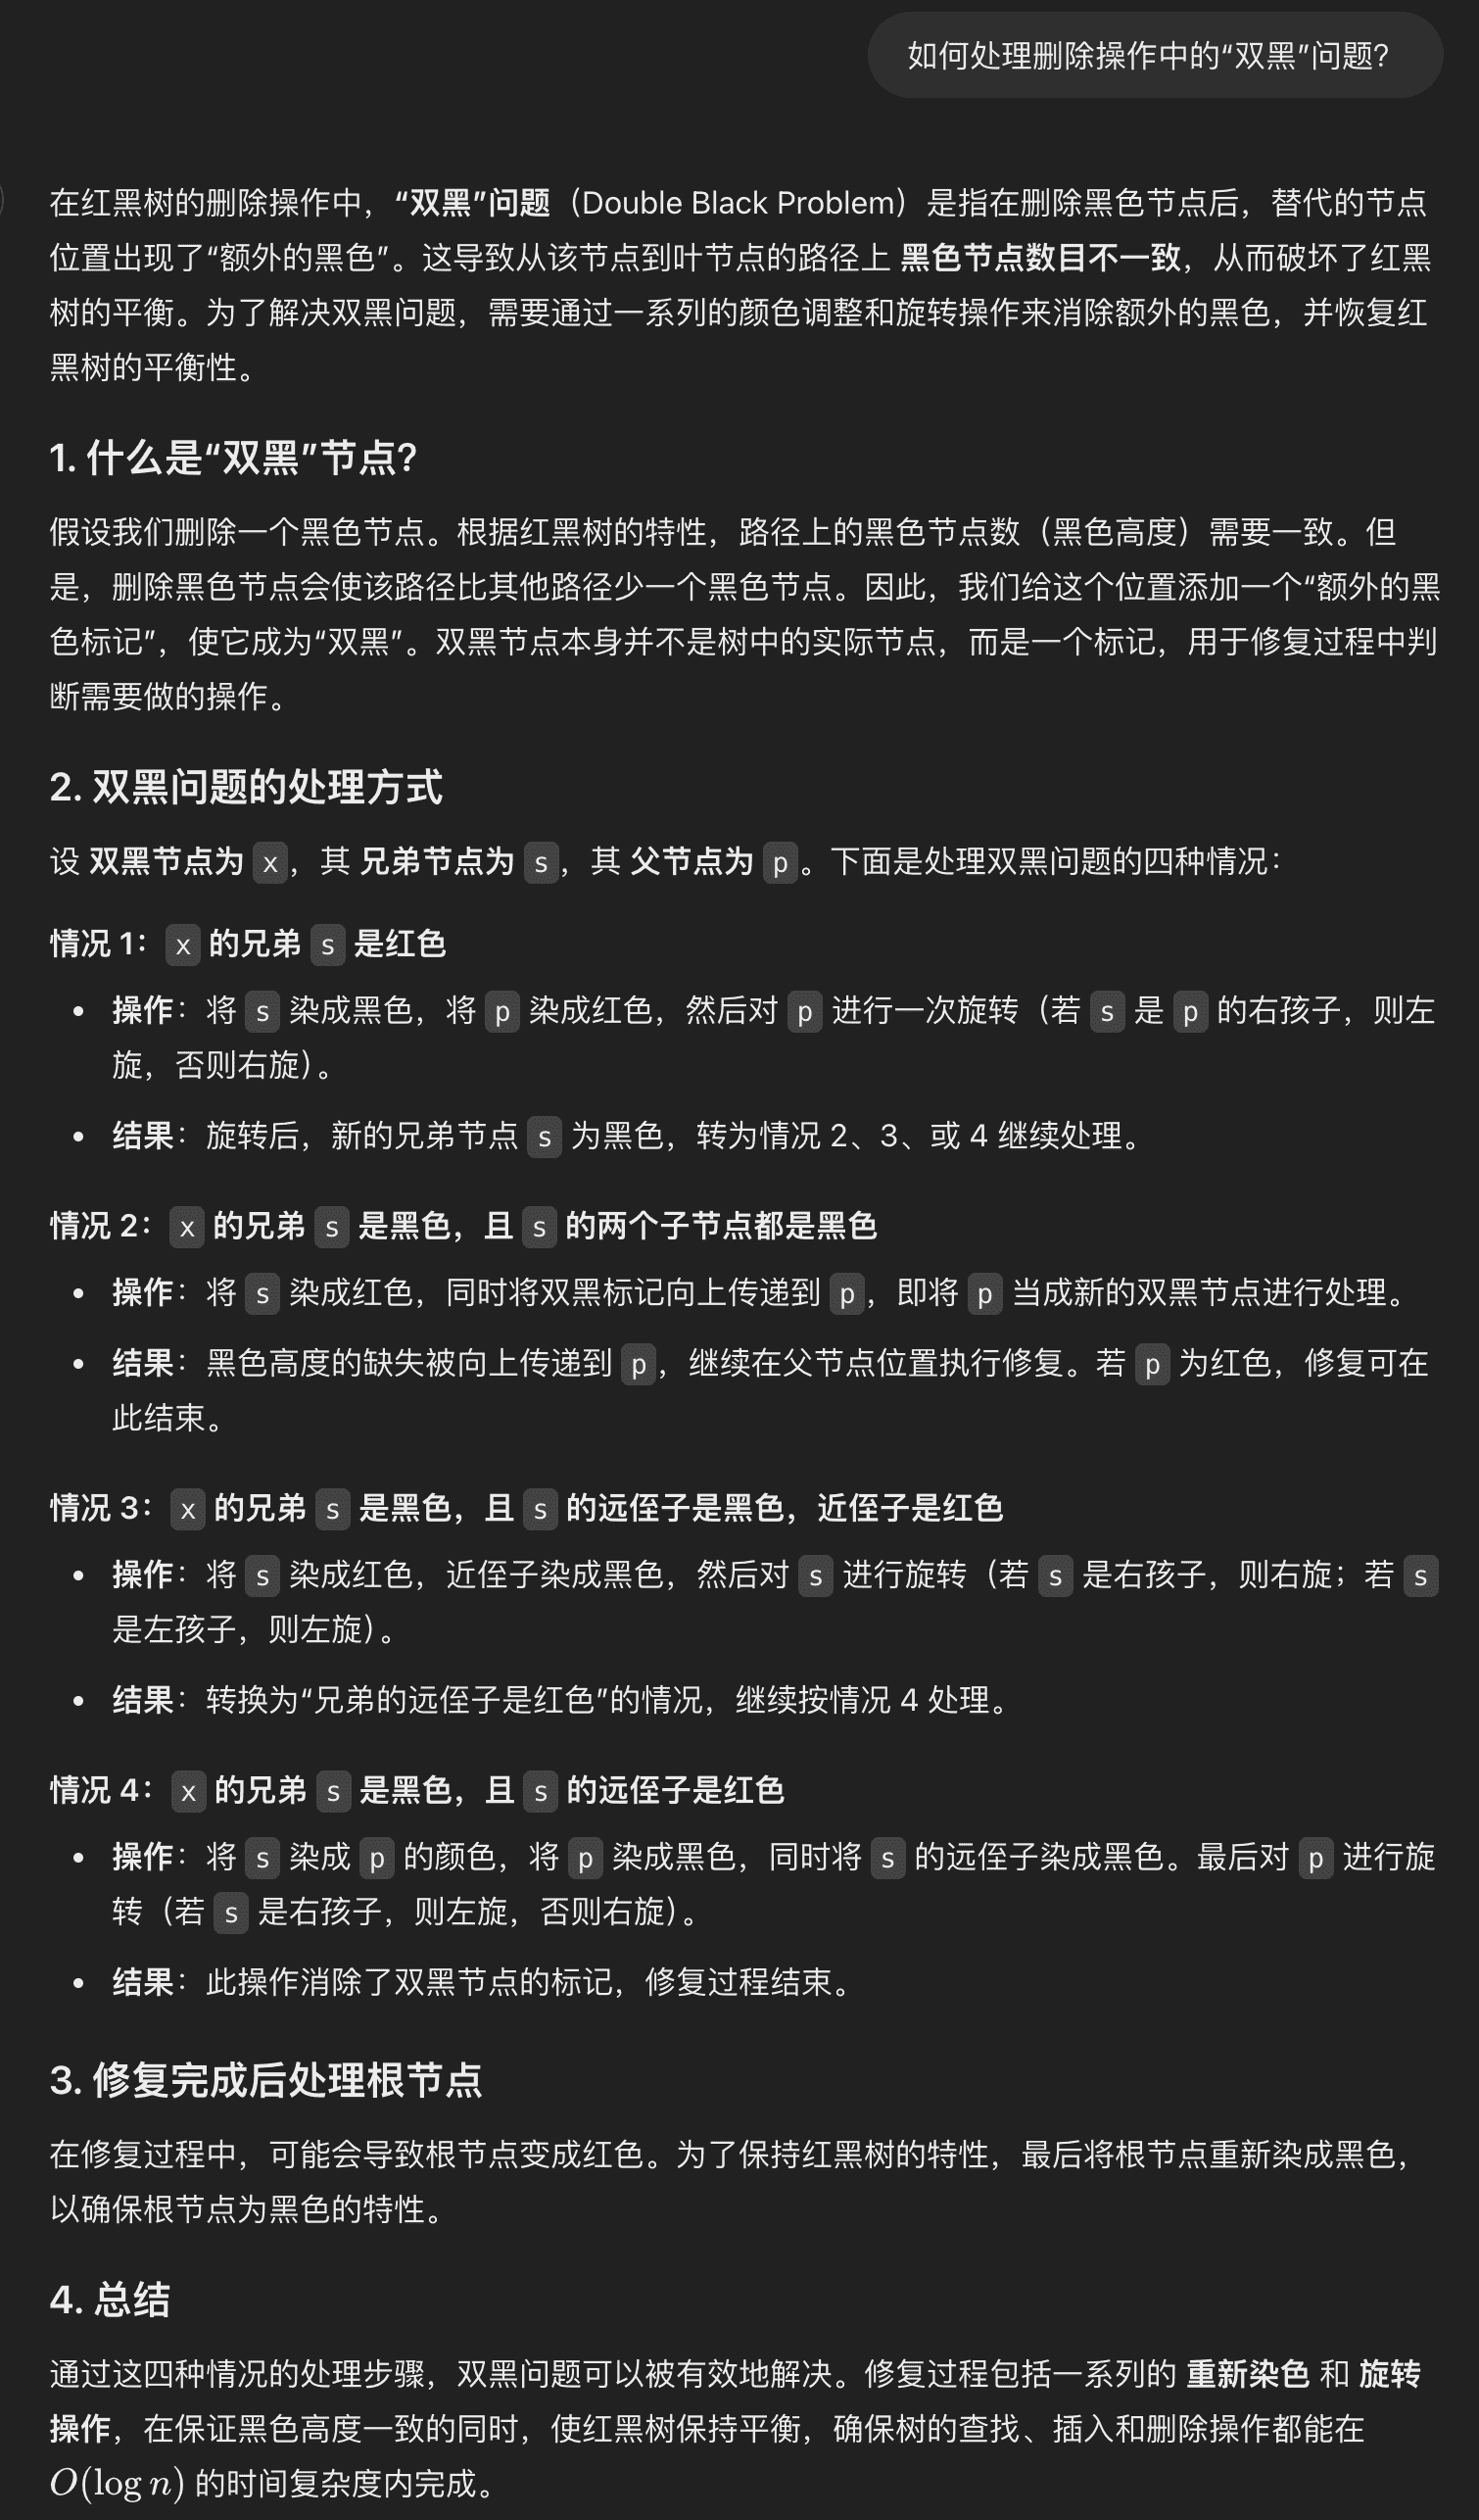 如何处理删除操作中的“双黑”问题?
在红黑树的删除操作中，“双黑”问题（Double Black Problem）是指在删除黑色节点后，替代的节点
位置出现了“额外的黑色”。这导致从该节点到叶节点的路径上 黑色节点数目不一致，从而破坏了红黑
树的平衡。为了解决双黑问题，需要通过一系列的颜色调整和旋转操作来消除额外的黑色，并恢复红
黑树的平衡性。
1. 什么是“双黑”节点?
假设我们删除一个黑色节点。根据红黑树的特性，路径上的黑色节点数（黑色高度）需要一致。但
是，删除黑色节点会使该路径比其他路径少一个黑色节点。因此，我们给这个位置添加一个“额外的黑
色标记”，使它成为“双黑”。双黑节点本身并不是树中的实际节点，而是一个标记，用于修复过程中判
断需要做的操作。
2. 双黑问题的处理方式
设 双黑节点为 x，其 兄弟节点为 s，其 父节点为 p。下面是处理双黑问题的四种情况：
情况 1： x 的兄弟 s 是红色
• 操作：将 s 染成黑色，将 p 染成红色，然后对 p 进行一次旋转（若 s 是 p 的右孩子，则左
旋，否则右旋）。
• 结果：旋转后，新的兄弟节点 s 为黑色，转为情况 2、3、或 4 继续处理。
情况 2： x 的兄弟 s 是黑色，且 s 的两个子节点都是黑色
• 操作：将 s 染成红色，同时将双黑标记向上传递到 p，即将 p 当成新的双黑节点进行处理。
• 结果：黑色高度的缺失被向上传递到 p，继续在父节点位置执行修复。若 p 为红色，修复可在
此结束。
情况 3： x 的兄弟 s 是黑色，且 s 的远侄子是黑色，近侄子是红色
• 操作：将 s 染成红色，近侄子染成黑色，然后对 s 进行旋转（若 s 是右孩子，则右旋；若 s
是左孩子，则左旋）。
• 结果：转换为“兄弟的远侄子是红色”的情况，继续按情况 4 处理。
情况 4： x 的兄弟 s 是黑色，且 s 的远侄子是红色
• 操作：将 s 染成 p 的颜色，将 p 染成黑色，同时将 s 的远侄子染成黑色。最后对 p 进行旋
转（若 s 是右孩子，则左旋，否则右旋）。
• 结果：此操作消除了双黑节点的标记，修复过程结束。
3. 修复完成后处理根节点
在修复过程中，可能会导致根节点变成红色。为了保持红黑树的特性，最后将根节点重新染成黑色，
以确保根节点为黑色的特性。
4. 总结
通过这四种情况的处理步骤，双黑问题可以被有效地解决。修复过程包括一系列的 重新染色 和 旋转
操作，在保证黑色高度一致的同时，使红黑树保持平衡，确保树的查找、插入和删除操作都能在
O(log n) 的时间复杂度内完成。